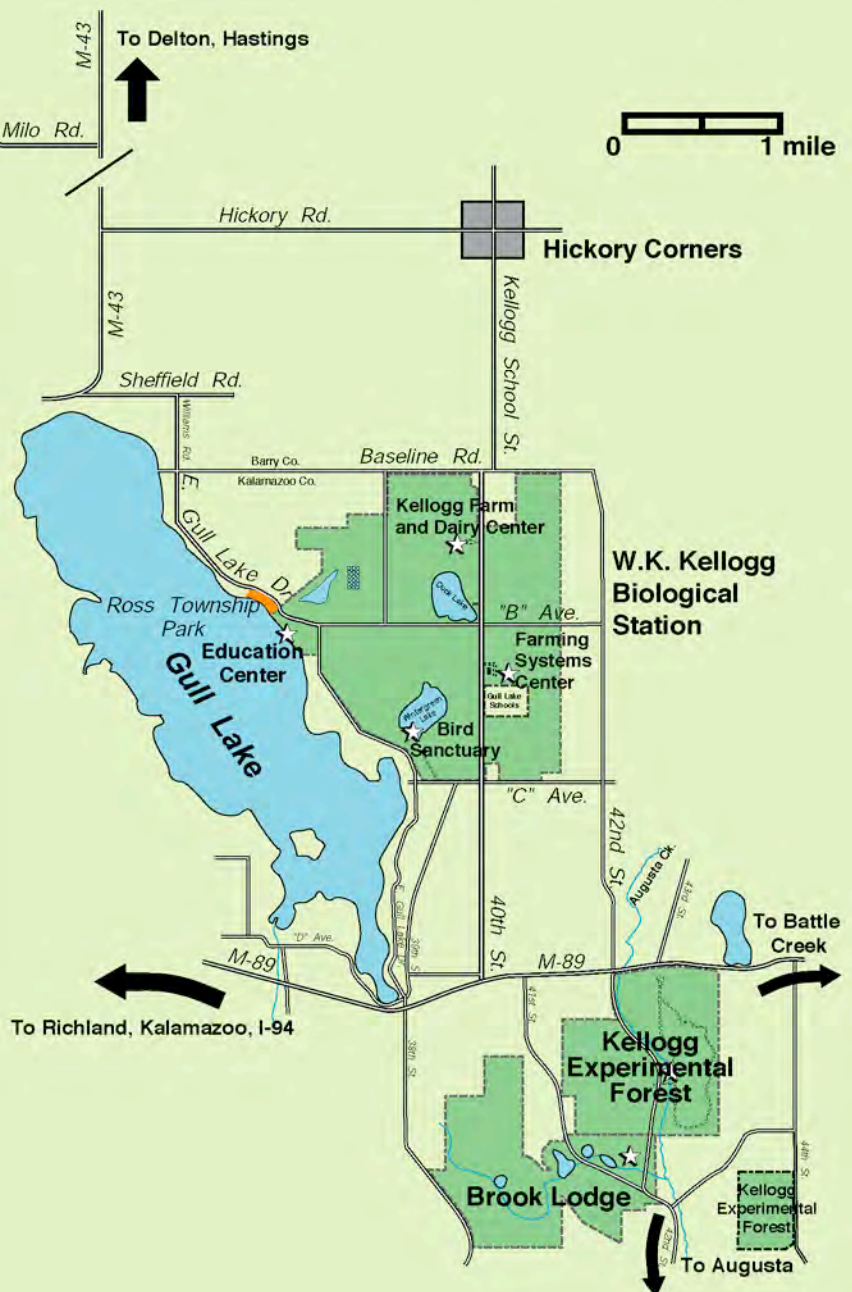 M-43
To Delton, Hastings
Milo Rd.
0 1 mile
Hickory Rd.
Hickory Corners
M-43
Kellogg School St.
Sheffield Rd.
Williams Rd.
Barry Co.
Baseline Rd.
Kalamazoo Co.
E. Gull Lake Dr
Kellogg Farm
and Dairy Center
W.K. Kellogg
Biological
Station
Duck Lake
Ross Township
Park
"B" Ave.
Education
Center
Farming
Systems
Center
Gull Lake
Gull Lake
Schools
Wintergreen
Lake
Bird
Sanctuary
"C" Ave.
42nd St
Augusta Ck.
43rd St.
E. Gull Lake Dr
39th St
40th St.
To Battle
Creek
"D" Ave.
M-89
M-89
To Richland, Kalamazoo, I-94
41st St.
38th St.
Kellogg
Experimental
Forest
44th St.
Brook Lodge
Kellogg
Experimental
Forest
42nd St.
To Augusta